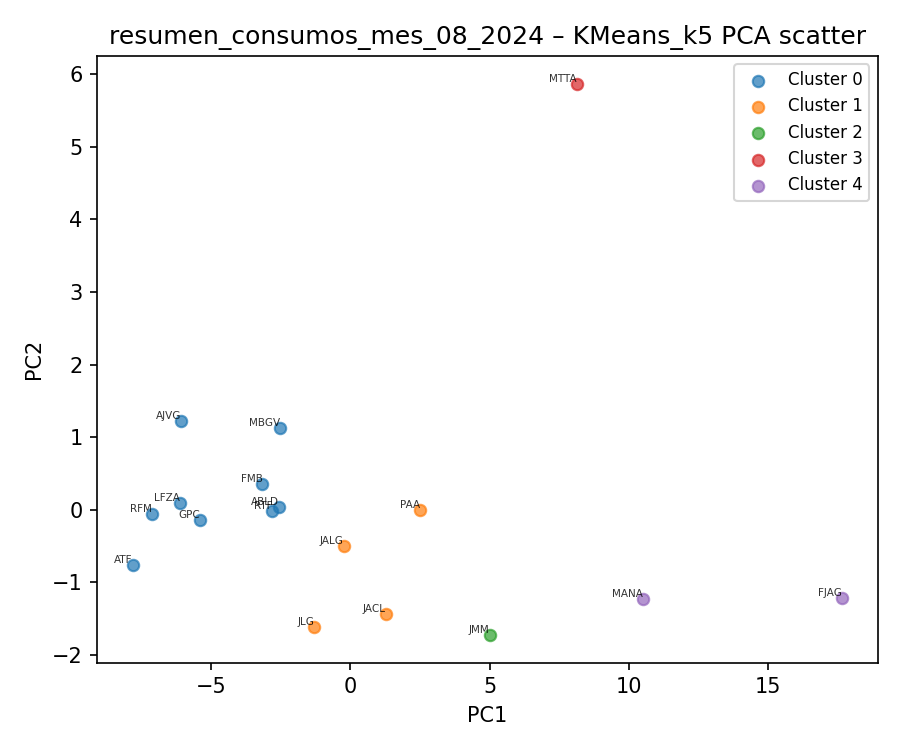 resumen_consumos_mes_08_2024 – KMeans_k5 PCA scatter
Cluster 0
Cluster 1
Cluster 2
Cluster 3
Cluster 4
PC2
6
5
4
3
2
1
0
−1
−2
MTTA
AJVG
MBGV
FMB
LFZA
ABLD
RFM
GPC
PAA
JALG
ATF
MANA
FJAG
JACL
JLG
JMM
−5
0
5
10
15
PC1